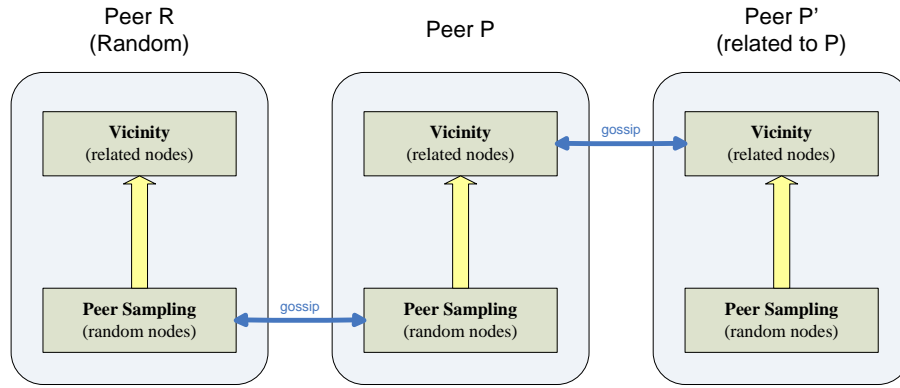 Peer R
(Random)
Peer P
Peer P’
(related to P)
Vicinity
(related nodes)
Vicinity
(related nodes)
gossip
Vicinity
(related nodes)
Peer Sampling
(random nodes)
gossip
Peer Sampling
(random nodes)
Peer Sampling
(random nodes)